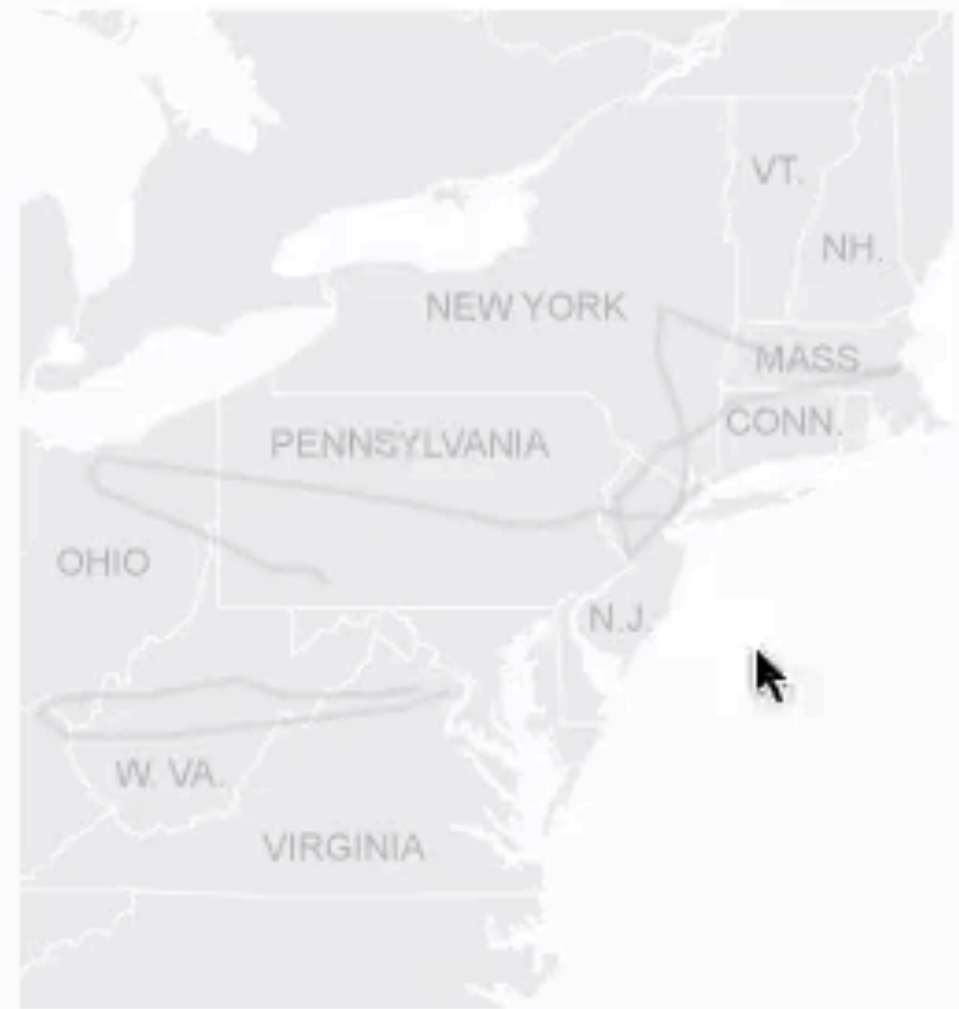 VT.
NH.
NEW YORK
MASS
CONN.
PENNSYLVANIA
OHIO
N.J.
W. VA.
VIRGINIA